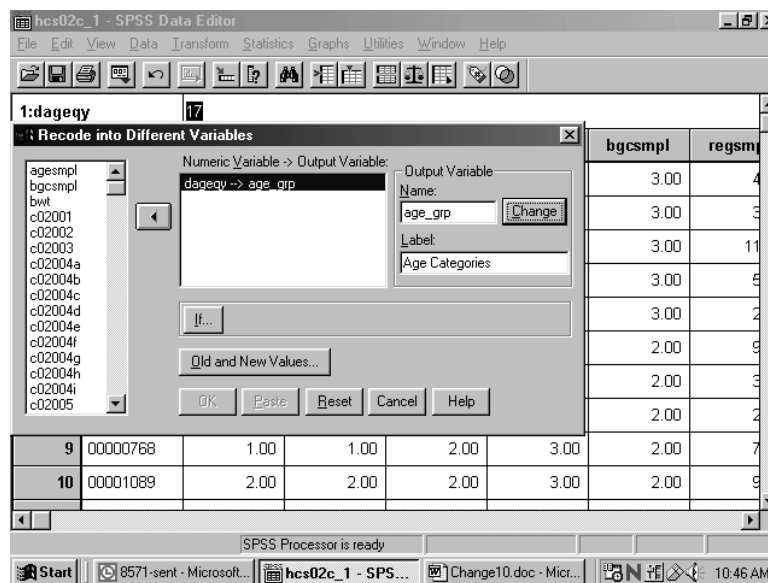 hcs02c_1 - SPSS Data Editor
File Edit View Data Transform Statistics Graphs Utilities Window Help
1:dageqy 17
Recode into Different Variables
bgcsmpl regsmp
agesmpl
bgcsmpl
bwt
c02001
c02002
c02003
c02004a
c02004b
c02004c
c02004d
c02004e
c02004f
c02004g
c02004h
c02004i
c02005
Numeric Variable -> Output Variable:
dageqy --> age_grp
Output Variable
Name:
age_grp Change
Label:
Age Categories
If...
Old and New Values...
OK Paste Reset Cancel Help
3.00 4
3.00 3
3.00 11
3.00 5
3.00 2
2.00 9
2.00 3
2.00 2
9 00000768 1.00 1.00 2.00 3.00 2.00 7
10 00001089 2.00 2.00 2.00 3.00 2.00 9
SPSS Processor is ready
Start 8571-sent - Microsoft... hcs02c_1 - SPS... Change10.doc - Micr... 10:46 AM